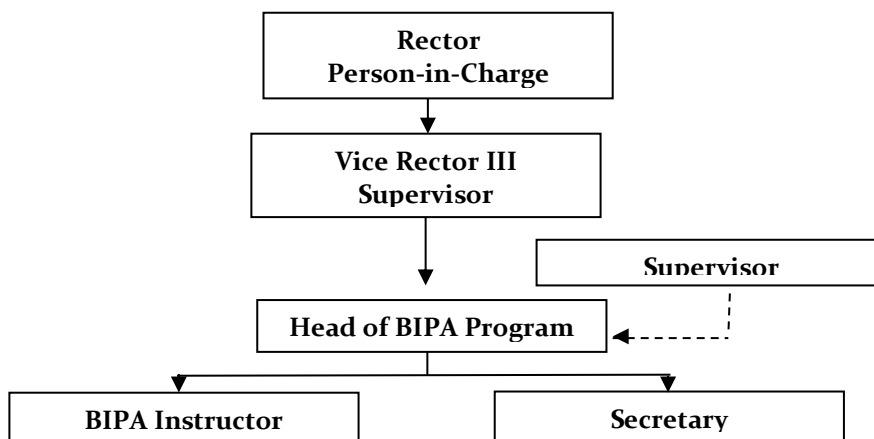 Rector
Person-in-Charge
Vice Rector III
Supervisor
Supervisor
Head of BIPA Program
BIPA Instructor
Secretary